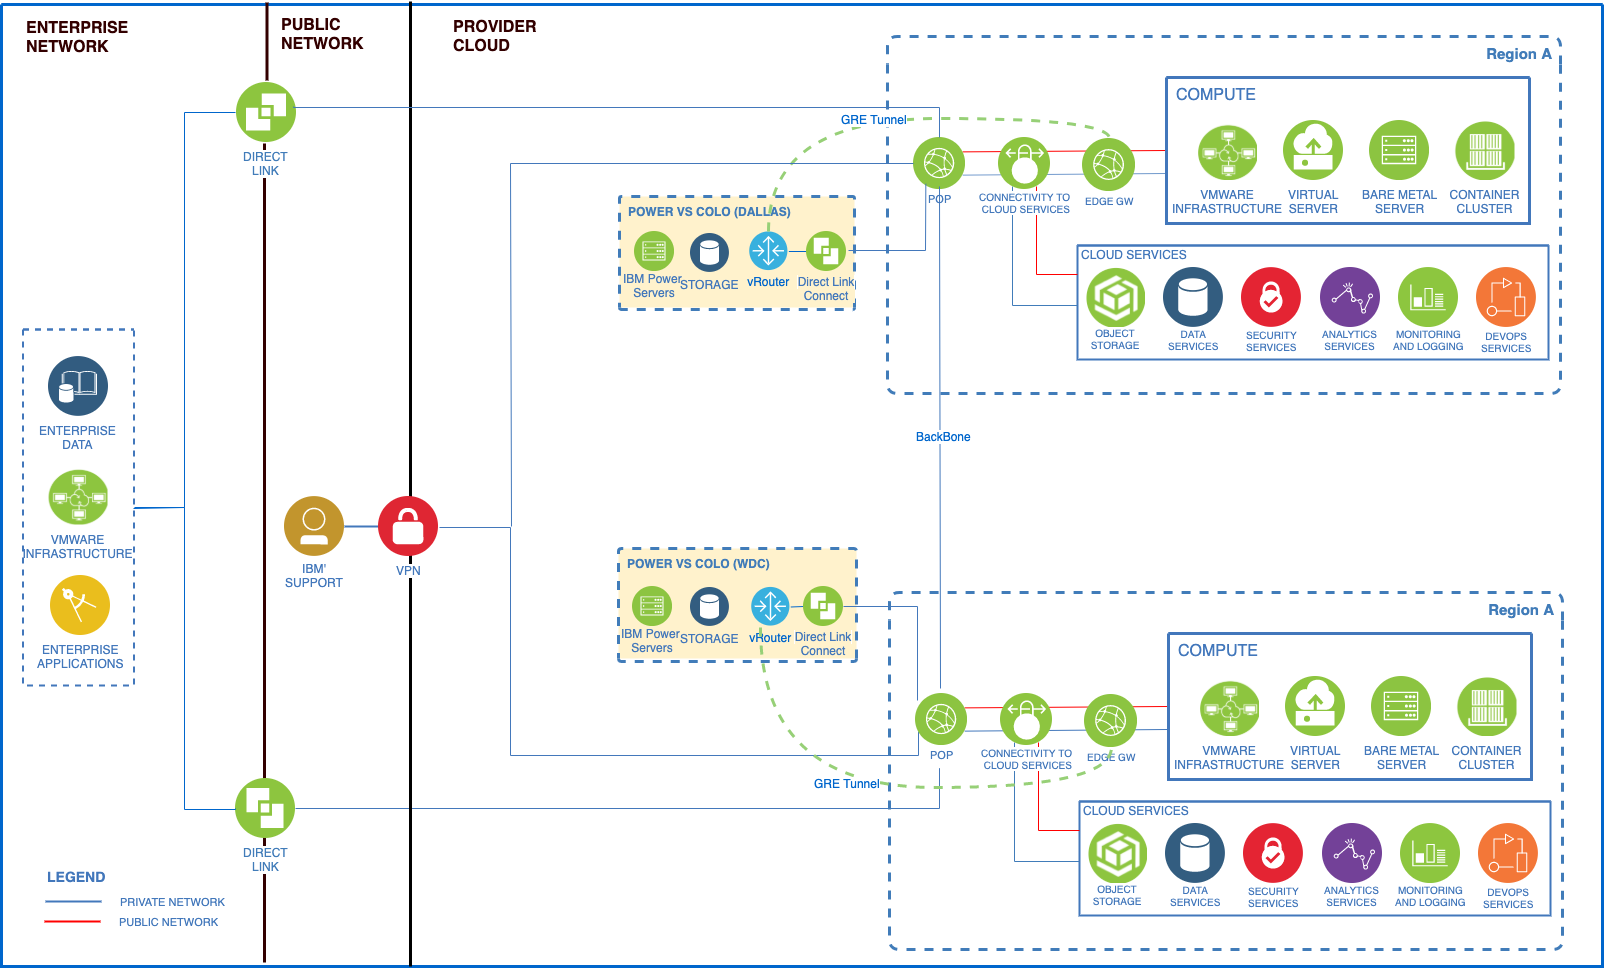 ENTERPRISE
NETWORK
PUBLIC
NETWORK
PROVIDER
CLOUD
DIRECT
LINK
ENTERPRISE
DATA
VMWARE
INFRASTRUCTURE
ENTERPRISE
APPLICATIONS
IBM'
SUPPORT
VPN
DIRECT
LINK
LEGEND
PRIVATE NETWORK
PUBLIC NETWORK
GRE Tunnel
POWER VS COLO (DALLAS)
IBM Power
Servers
STORAGE
vRouter
Direct Link
Connect
Region A
POP
CONNECTIVITY TO
CLOUD SERVICES
EDGE GW
COMPUTE
VMWARE
INFRASTRUCTURE
VIRTUAL
SERVER
BARE METAL
SERVER
CONTAINER
CLUSTER
CLOUD SERVICES
OBJECT
STORAGE
DATA
SERVICES
SECURITY
SERVICES
ANALYTICS
SERVICES
MONITORING
AND LOGGING
DEVOPS
SERVICES
BackBone
POWER VS COLO (WDC)
IBM Power
Servers
STORAGE
vRouter
Direct Link
Connect
GRE Tunnel
Region A
POP
CONNECTIVITY TO
CLOUD SERVICES
EDGE GW
COMPUTE
VMWARE
INFRASTRUCTURE
VIRTUAL
SERVER
BARE METAL
SERVER
CONTAINER
CLUSTER
CLOUD SERVICES
OBJECT
STORAGE
DATA
SERVICES
SECURITY
SERVICES
ANALYTICS
SERVICES
MONITORING
AND LOGGING
DEVOPS
SERVICES